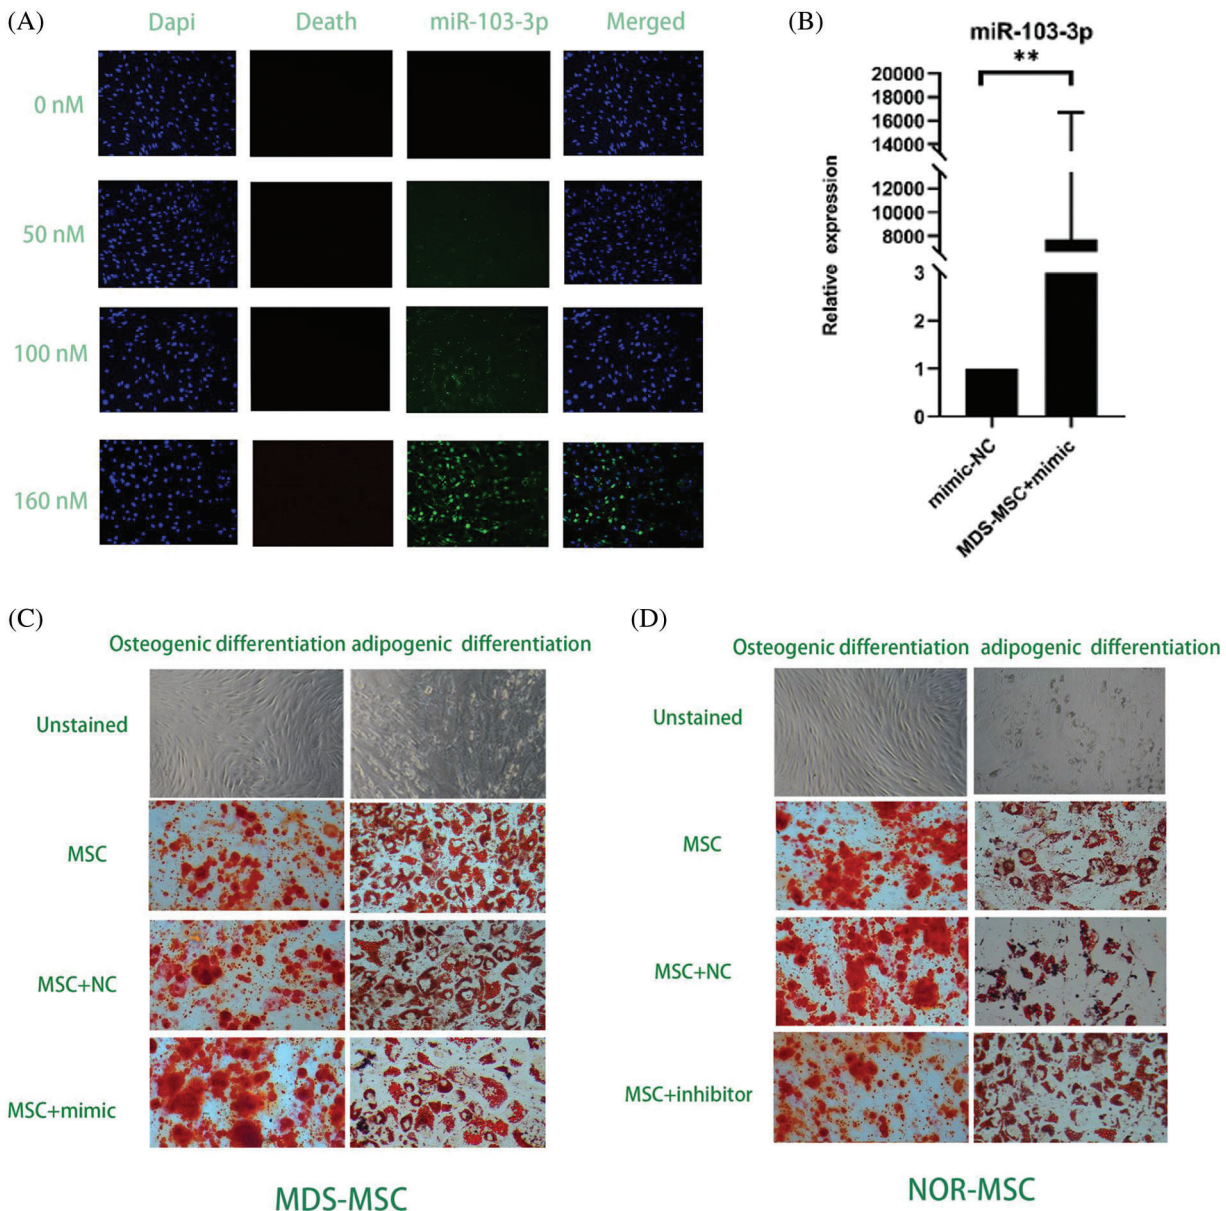 (A)
Dapi Death miR-103-3p Merged
0 nM
50 nM
100 nM
160 nM
(B)
miR-103-3p
**
20000
18000
16000
14000
12000
10000
8000
3
2
1
0
Relative expression
mimic-NC
MDS-MSC+mimic
(C)
Osteogenic differentiation adipogenic differentiation
Unstained
MSC
MSC+NC
MSC+mimic
MDS-MSC
(D)
Osteogenic differentiation adipogenic differentiation
Unstained
MSC
MSC+NC
MSC+inhibitor
NOR-MSC